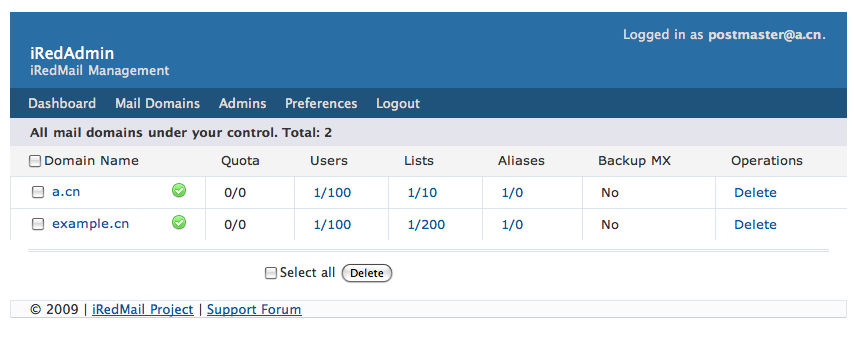 Logged in as postmaster@a.cn.
iRedAdmin
iRedMail Management
Dashboard Mail Domains Admins Preferences Logout
All mail domains under your control. Total: 2
Domain Name Quota Users Lists Aliases Backup MX Operations
a.cn 0/0 1/100 1/10 1/0 No Delete
example.cn 0/0 1/100 1/200 1/0 No Delete
Select all Delete
© 2009 | iRedMail Project | Support Forum